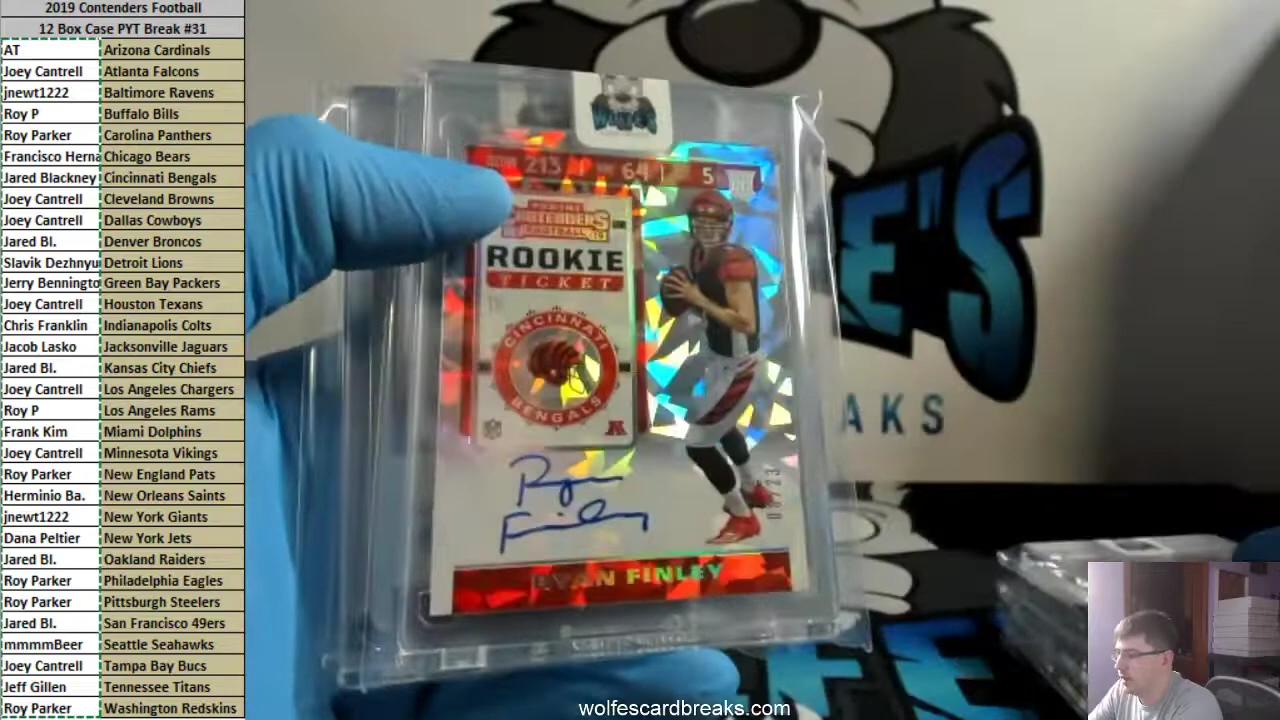 2019 Contenders Football
12 Box Case PYT Break #31
AT Arizona Cardinals
Joey Cantrell Atlanta Falcons
jnewt1222 Baltimore Ravens
Roy P Buffalo Bills
Roy Parker Carolina Panthers
Francisco Herna Chicago Bears
Jared Blackney Cincinnati Bengals
Joey Cantrell Cleveland Browns
Joey Cantrell Dallas Cowboys
Jared Bl. Denver Broncos
Slavik Dezhnyu Detroit Lions
Jerry Benningto Green Bay Packers
Joey Cantrell Houston Texans
Chris Franklin Indianapolis Colts
Jacob Lasko Jacksonville Jaguars
Jared Bl. Kansas City Chiefs
Joey Cantrell Los Angeles Chargers
Roy P Los Angeles Rams
Frank Kim Miami Dolphins
Joey Cantrell Minnesota Vikings
Roy Parker New England Pats
Herminio Ba. New Orleans Saints
jnewt1222 New York Giants
Dana Peltier New York Jets
Jared Bl. Oakland Raiders
Roy Parker Philadelphia Eagles
Roy Parker Pittsburgh Steelers
Jared Bl. San Francisco 49ers
mmmmBeer Seattle Seahawks
Joey Cantrell Tampa Bay Bucs
Jeff Gillen Tennessee Titans
Roy Parker Washington Redskins
WOLFE'S
213 64 5
PANINI
CONTENDERS
FOOTBALL
ROOKIE
TICKET
CINCINNATI
BENGALS
Ryan
Finley
RYAN FINLEY
E'S
EAKS
FE
wolfescardbreaks.com